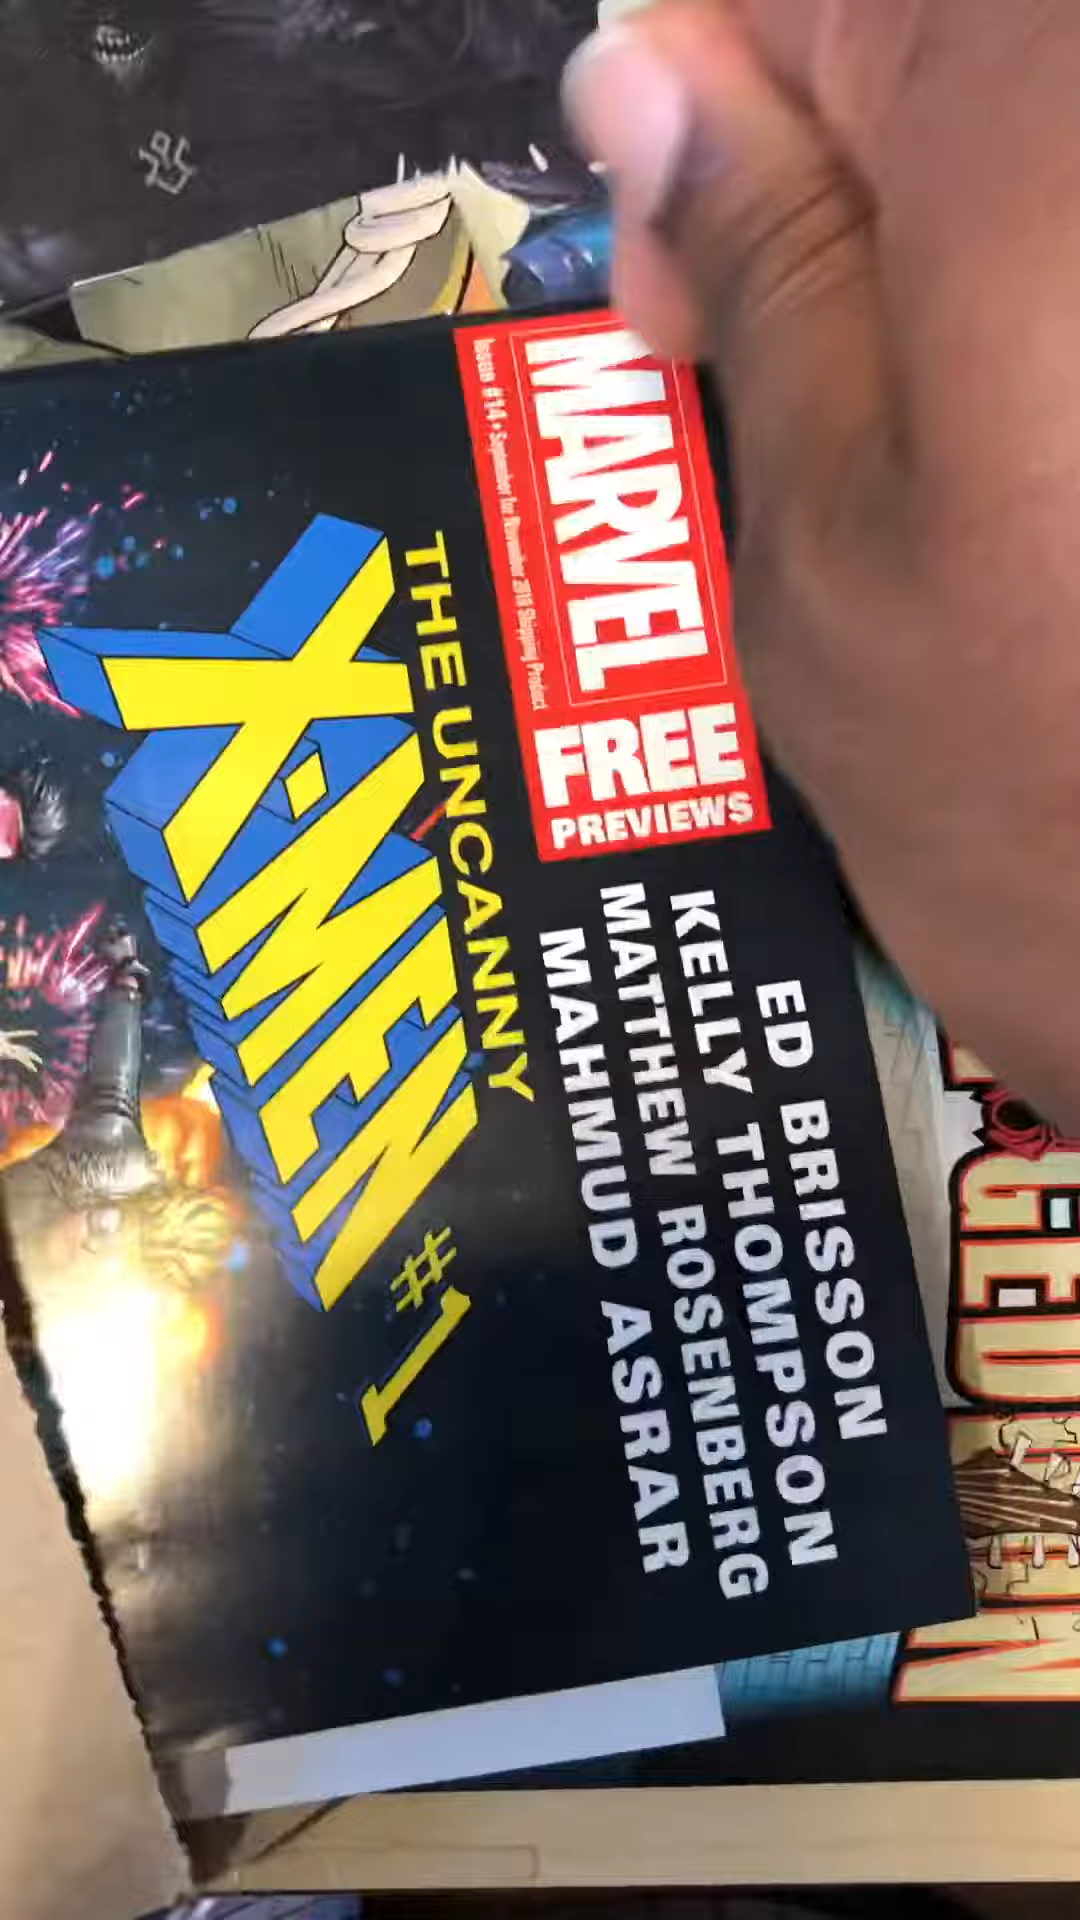 MARVEL
Issue #14 • September for November 2018 Shipping Product
FREE
PREVIEWS
ED BRISSON
KELLY THOMPSON
MATTHEW ROSENBERG
MAHMUD ASRAR
THE UNCANNY
X-MEN
#1